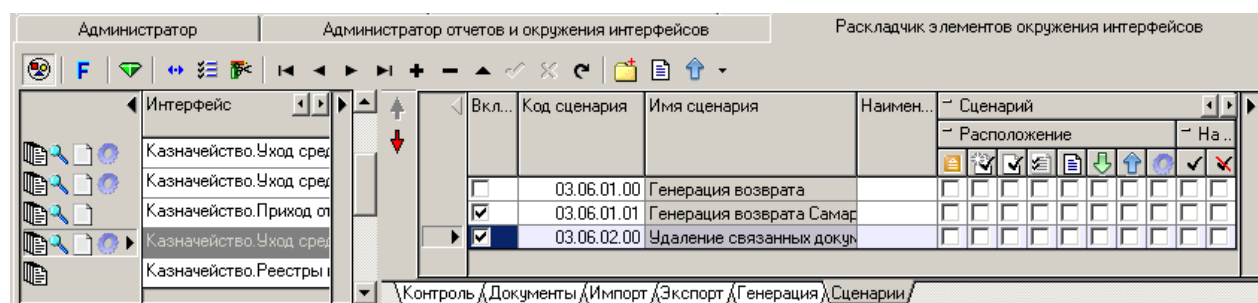 Администратор
Администратор отчетов и окружения интерфейсов
Раскладчик элементов окружения интерфейсов
F
Интерфейс
Казначейство.Уход сред
Казначейство.Уход сред
Казначейство.Приход от
Казначейство.Уход сред
Казначейство.Реестры
Вкл... Код сценария Имя сценария Наимен... Сценарий
Расположение На..
03.06.01.00 Генерация возврата
03.06.01.01 Генерация возврата Самар
03.06.02.00 Удаление связанных докум
Контроль Документы Импорт Экспорт Генерация Сценарии